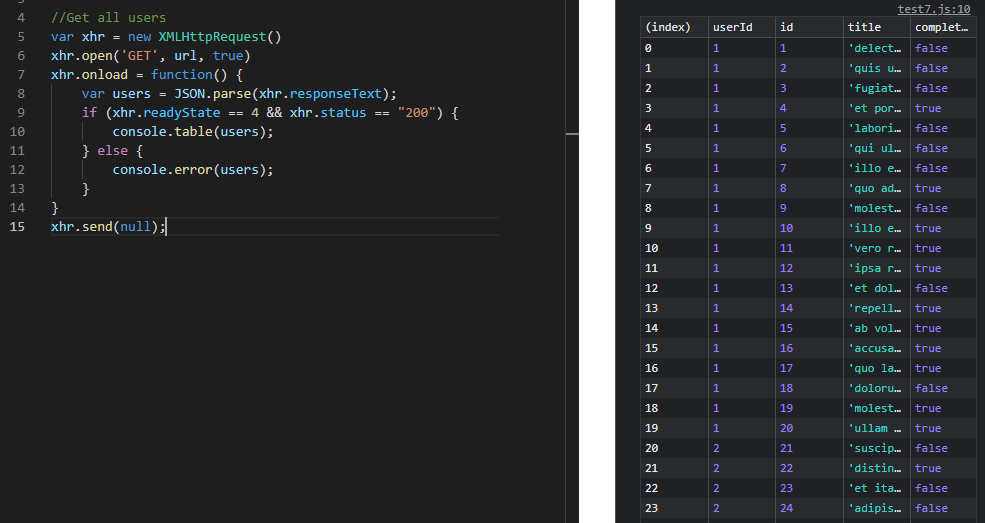 4 //Get all users
5 var xhr = new XMLHttpRequest()
6 xhr.open('GET', url, true)
7 xhr.onload = function() {
8 var users = JSON.parse(xhr.responseText);
9 if (xhr.readyState == 4 && xhr.status == "200") {
10 console.table(users);
11 } else {
12 console.error(users);
13 }
14 }
15 xhr.send(null);
test7.js:10
(index) userId id title complet…
0 1 1 'delect… false
1 1 2 'quis u… false
2 1 3 'fugiat… false
3 1 4 'et por… true
4 1 5 'labori… false
5 1 6 'qui ul… false
6 1 7 'illo e… false
7 1 8 'quo ad… true
8 1 9 'molest… false
9 1 10 'illo e… true
10 1 11 'vero r… true
11 1 12 'ipsa r… true
12 1 13 'et dol… false
13 1 14 'repell… true
14 1 15 'ab vol… true
15 1 16 'accusa… true
16 1 17 'quo la… true
17 1 18 'doloru… false
18 1 19 'molest… true
19 1 20 'ullam … true
20 2 21 'suscip… false
21 2 22 'distin… true
22 2 23 'et ita… false
23 2 24 'adipis… false